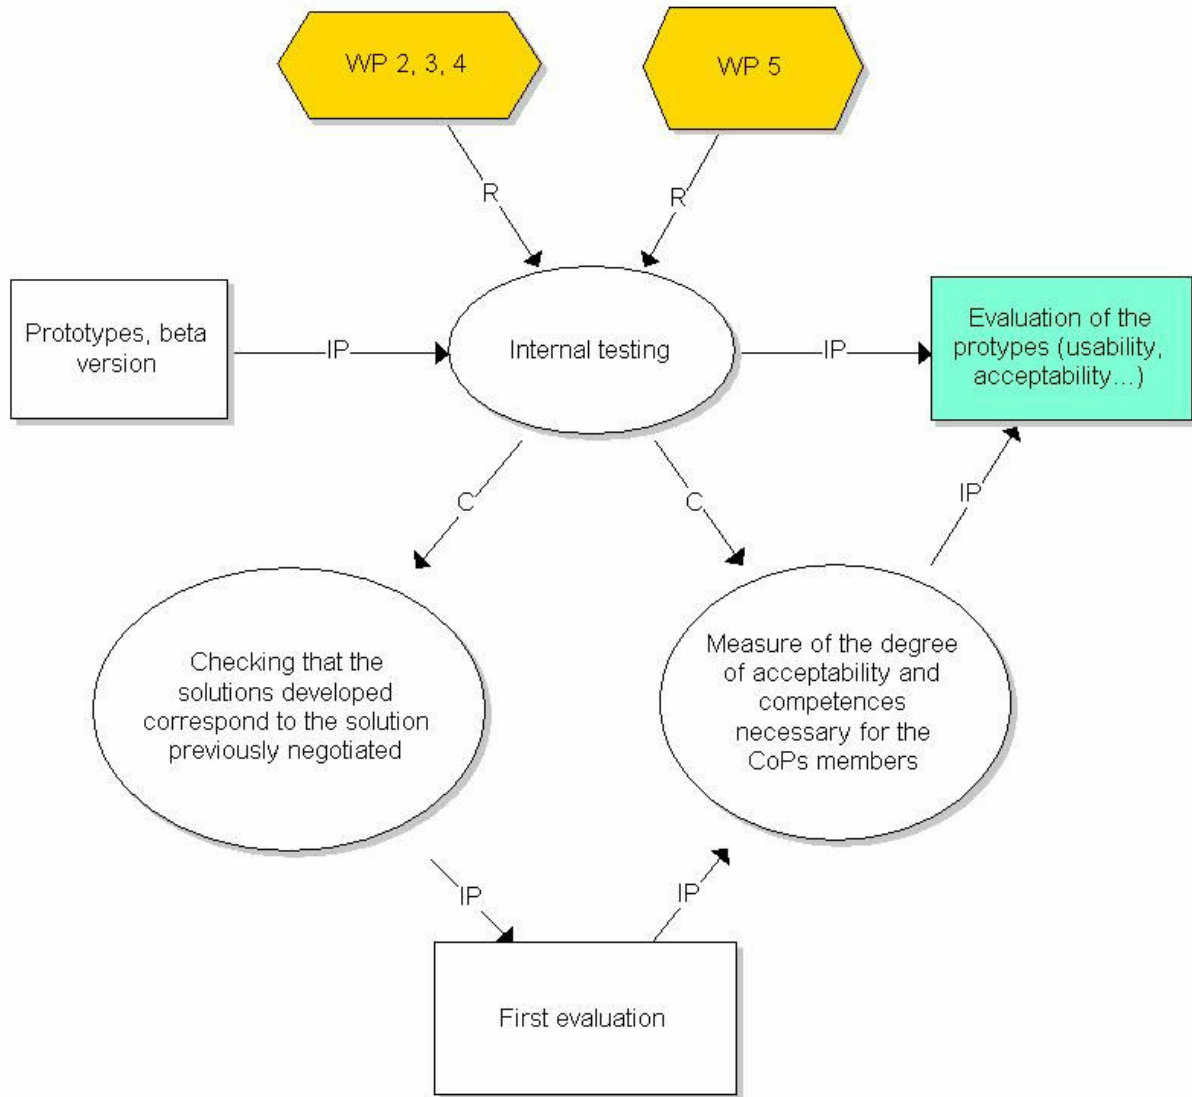 WP 2, 3, 4
WP 5
R
R
Prototypes, beta
version
IP
Internal testing
IP
Evaluation of the
protypes (usability,
acceptability...)
C
C
IP
Checking that the
solutions developed
correspond to the solution
previously negotiated
Measure of the degree
of acceptability and
competences
necessary for the
CoPs members
IP
IP
First evaluation